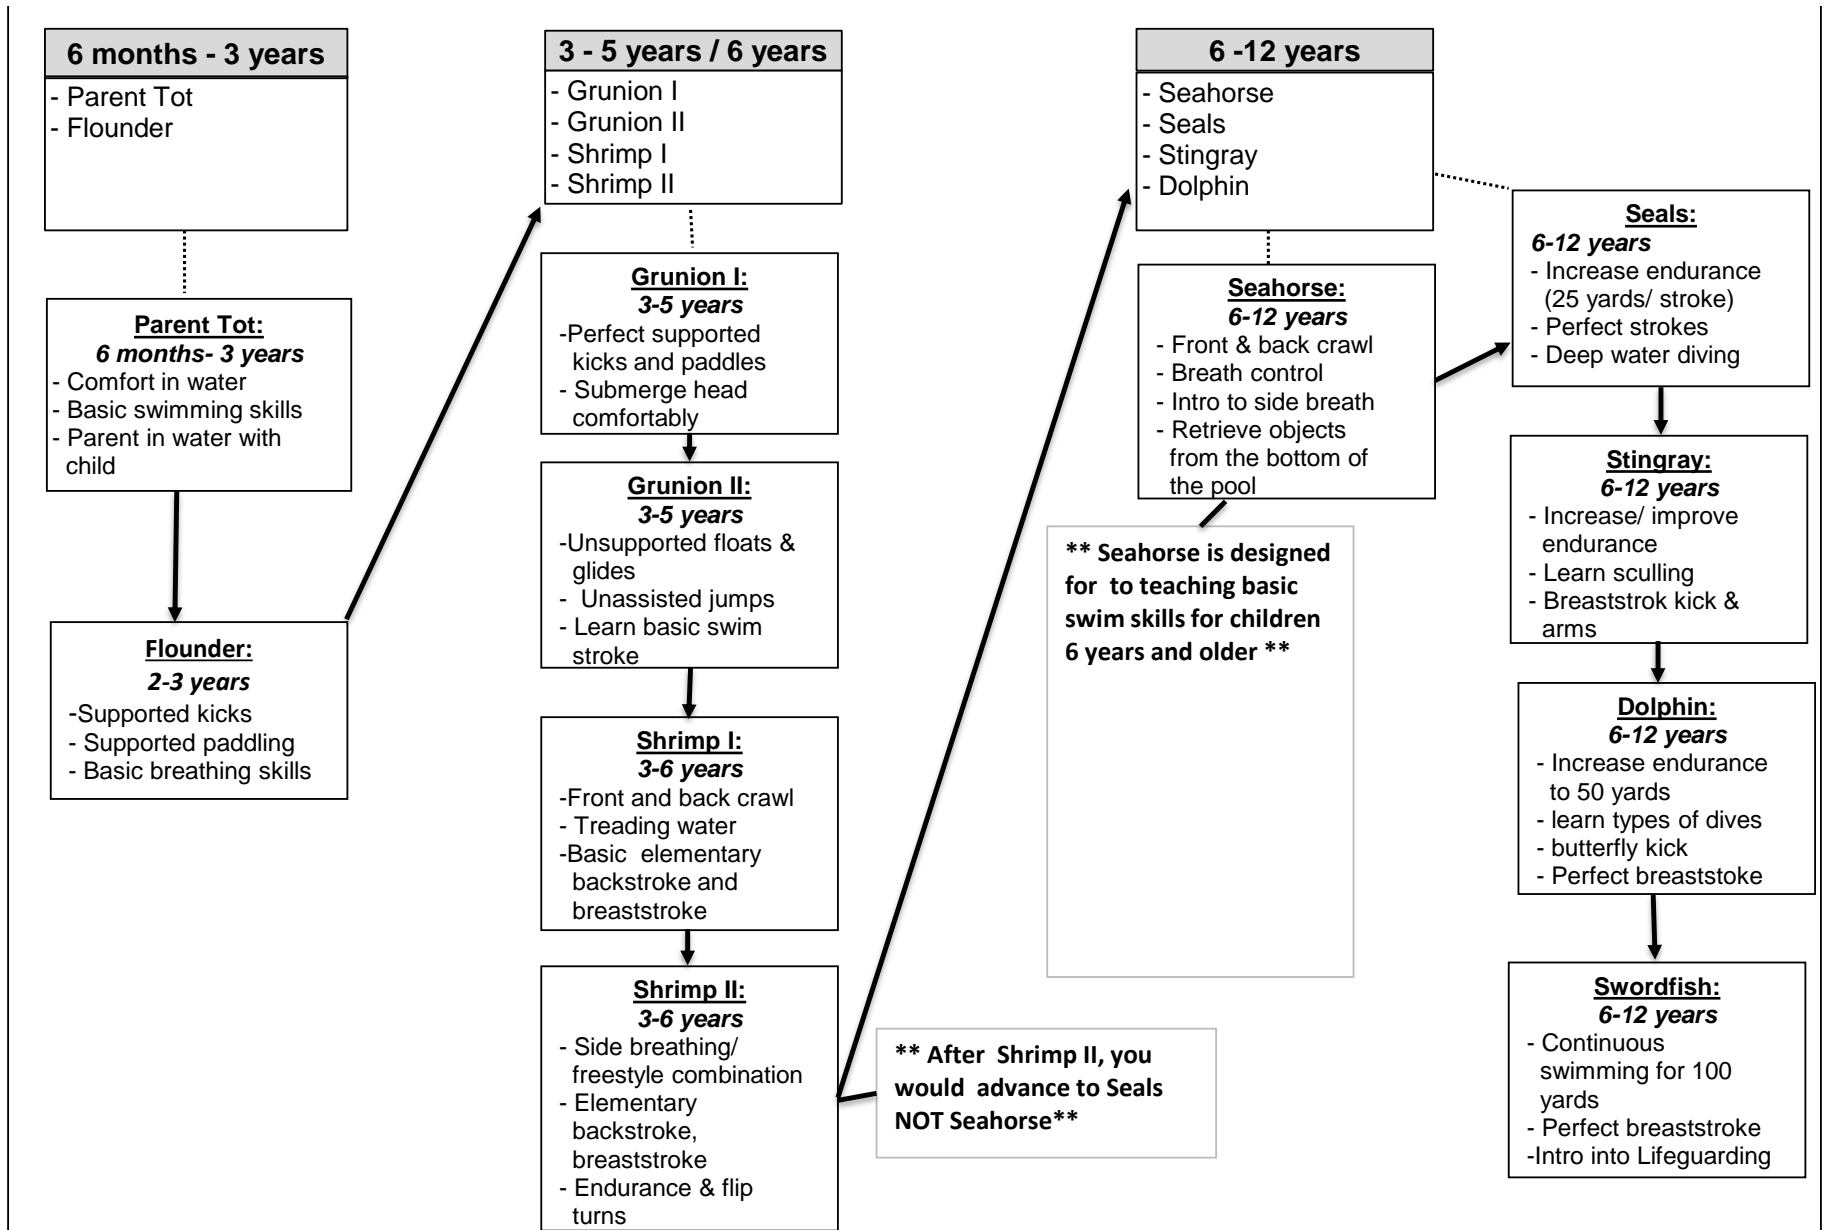 6 months - 3 years
- Parent Tot
- Flounder
Parent Tot:
6 months- 3 years
- Comfort in water
- Basic swimming skills
- Parent in water with
child
Flounder:
2-3 years
-Supported kicks
- Supported paddling
- Basic breathing skills
3 - 5 years / 6 years
- Grunion I
- Grunion II
- Shrimp I
- Shrimp II
Grunion I:
3-5 years
-Perfect supported
kicks and paddles
- Submerge head
comfortably
Grunion II:
3-5 years
-Unsupported floats &
glides
- Unassisted jumps
- Learn basic swim
stroke
Shrimp I:
3-6 years
-Front and back crawl
- Treading water
-Basic elementary
backstroke and
breaststroke
Shrimp II:
3-6 years
- Side breathing/
freestyle combination
- Elementary
backstroke,
breaststroke
- Endurance & flip
turns
** After Shrimp II, you
would advance to Seals
NOT Seahorse**
6 -12 years
- Seahorse
- Seals
- Stingray
- Dolphin
Seahorse:
6-12 years
- Front & back crawl
- Breath control
- Intro to side breath
- Retrieve objects
from the bottom of
the pool
** Seahorse is designed
for to teaching basic
swim skills for children
6 years and older **
Seals:
6-12 years
- Increase endurance
(25 yards/ stroke)
- Perfect strokes
- Deep water diving
Stingray:
6-12 years
- Increase/ improve
endurance
- Learn sculling
- Breaststrok kick &
arms
Dolphin:
6-12 years
- Increase endurance
to 50 yards
- learn types of dives
- butterfly kick
- Perfect breaststoke
Swordfish:
6-12 years
- Continuous
swimming for 100
yards
- Perfect breaststroke
-Intro into Lifeguarding